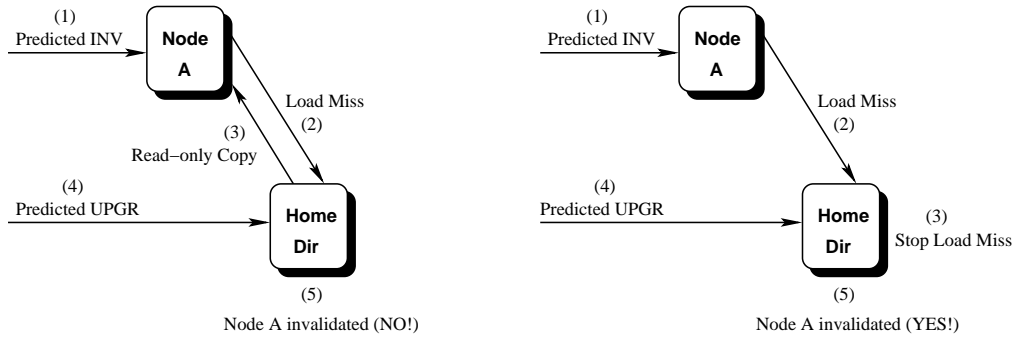 (1)
Predicted INV
Node
A
Load Miss
(2)
(3)
Read−only Copy
(4)
Predicted UPGR
Home
Dir
(5)
Node A invalidated (NO!)
(1)
Predicted INV
Node
A
Load Miss
(2)
(4)
Predicted UPGR
Home
Dir
(3)
Stop Load Miss
(5)
Node A invalidated (YES!)